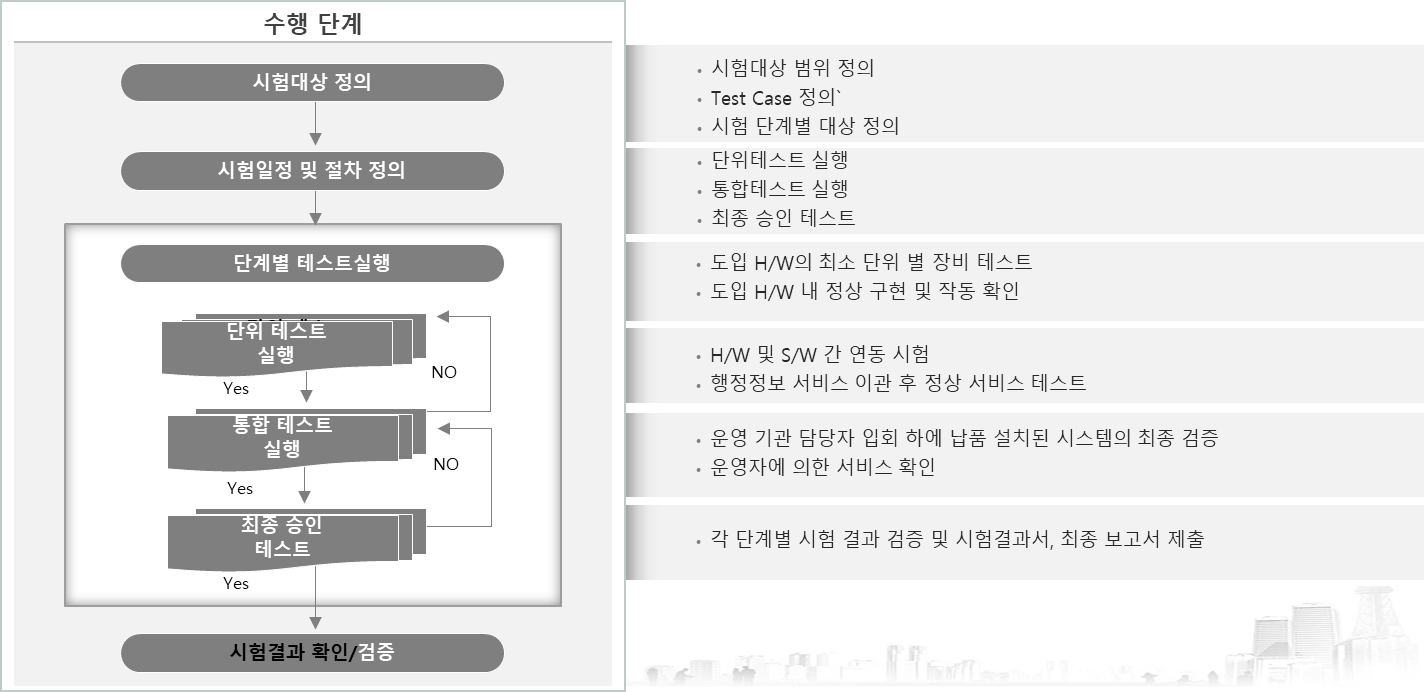 수행 단계
시험대상 정의
시험일정 및 절차 정의
단계별 테스트실행
단위 테스트
실행
NO
Yes
통합 테스트
실행
NO
Yes
최종 승인
테스트
Yes
시험결과 확인/검증
• 시험대상 범위 정의
• Test Case 정의`
• 시험 단계별 대상 정의
• 단위테스트 실행
• 통합테스트 실행
• 최종 승인 테스트
• 도입 H/W의 최소 단위 별 장비 테스트
• 도입 H/W 내 정상 구현 및 작동 확인
• H/W 및 S/W 간 연동 시험
• 행정정보 서비스 이관 후 정상 서비스 테스트
• 운영 기관 담당자 입회 하에 납품 설치된 시스템의 최종 검증
• 운영자에 의한 서비스 확인
• 각 단계별 시험 결과 검증 및 시험결과서, 최종 보고서 제출